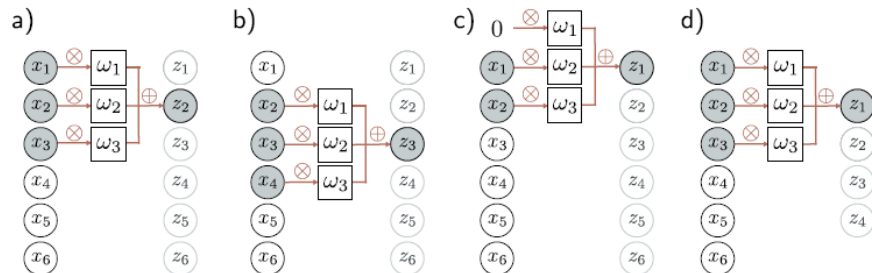 a)
x₁ ⊗ ω₁ z₁
x₂ ⊗ ω₂ ⊕ z₂
x₃ ⊗ ω₃ z₃
x₄ z₄
x₅ z₅
x₆ z₆
b)
x₁ z₁
x₂ ⊗ ω₁ z₂
x₃ ⊗ ω₂ ⊕ z₃
x₄ ⊗ ω₃ z₄
x₅ z₅
x₆ z₆
c)
0 ⊗ ω₁
x₁ ⊗ ω₂ ⊕ z₁
x₂ ⊗ ω₃ z₂
x₃ z₃
x₄ z₄
x₅ z₅
x₆ z₆
d)
x₁ ⊗ ω₁
x₂ ⊗ ω₂ ⊕ z₁
x₃ ⊗ ω₃ z₂
x₄ z₃
x₅ z₄
x₆